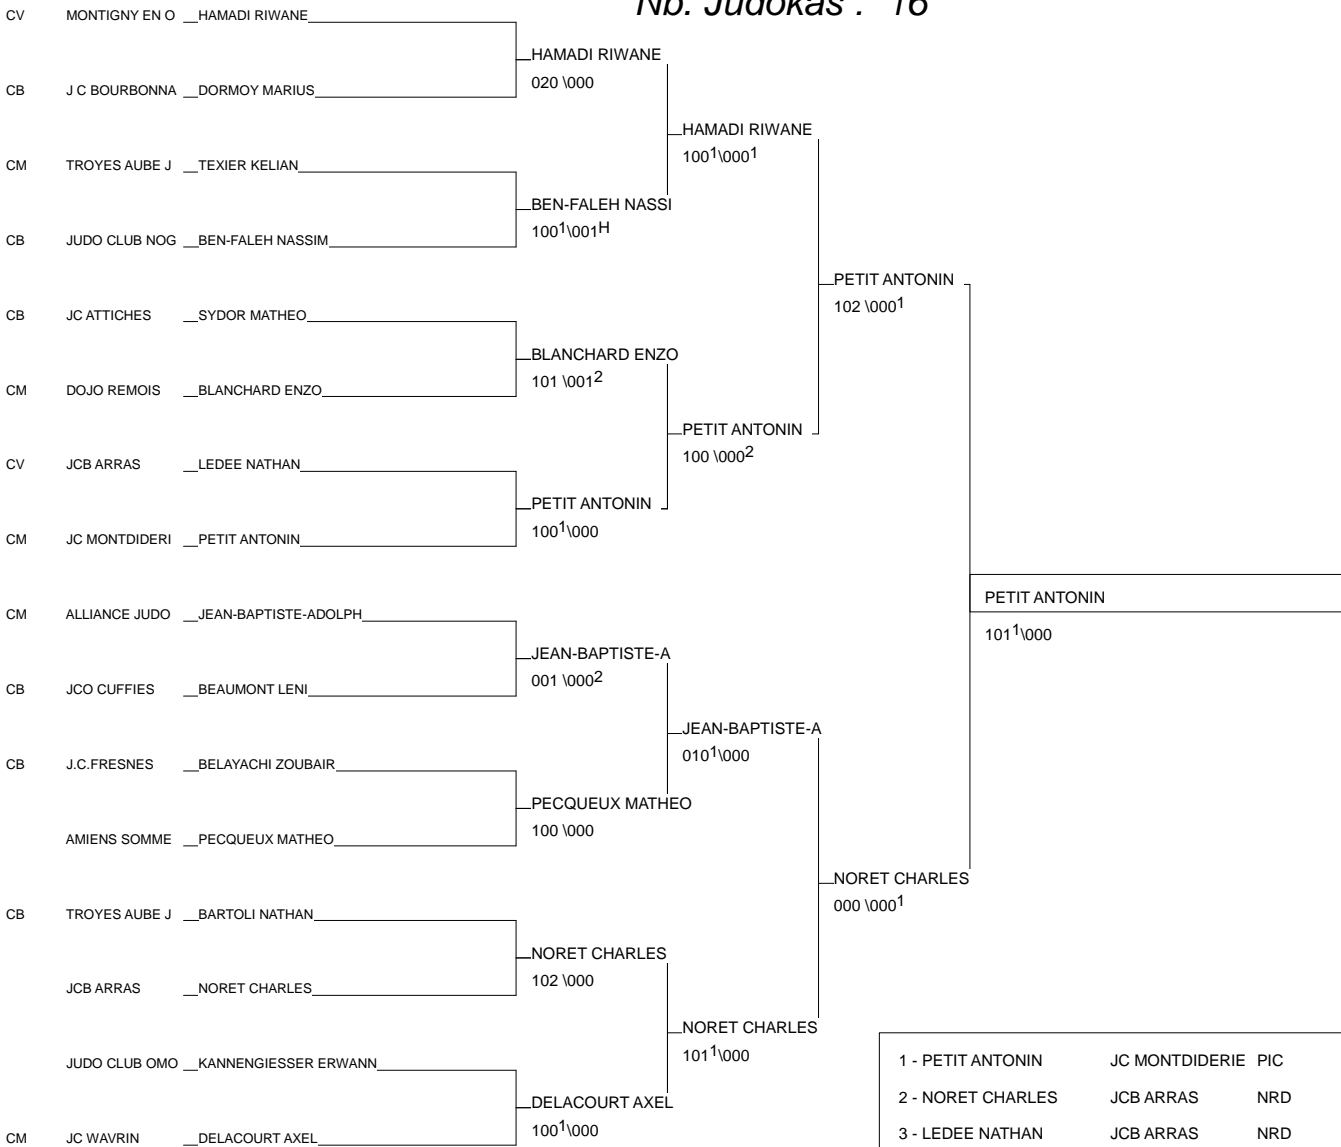 Nb. Judokas : 16
CV MONTIGNY EN O HAMADI RIWANE
HAMADI RIWANE
020 \000
CB J C BOURBONNA DORMOY MARIUS
HAMADI RIWANE
100¹\000¹
CM TROYES AUBE J TEXIER KELIAN
BEN-FALEH NASSI
100¹\001ᴴ
CB JUDO CLUB NOG BEN-FALEH NASSIM
PETIT ANTONIN
102 \000¹
CB JC ATTICHES SYDOR MATHEO
BLANCHARD ENZO
101 \001²
CM DOJO REMOIS BLANCHARD ENZO
PETIT ANTONIN
100 \000²
CV JCB ARRAS LEDEE NATHAN
PETIT ANTONIN
100¹\000
CM JC MONTDIDERI PETIT ANTONIN
PETIT ANTONIN
101¹\000
CM ALLIANCE JUDO JEAN-BAPTISTE-ADOLPH
JEAN-BAPTISTE-A
001 \000²
CB JCO CUFFIES BEAUMONT LENI
JEAN-BAPTISTE-A
010¹\000
CB J.C.FRESNES BELAYACHI ZOUBAIR
PECQUEUX MATHEO
100 \000
AMIENS SOMME PECQUEUX MATHEO
NORET CHARLES
000 \000¹
CB TROYES AUBE J BARTOLI NATHAN
NORET CHARLES
102 \000
JCB ARRAS NORET CHARLES
NORET CHARLES
101¹\000
JUDO CLUB OMO KANNENGIESSER ERWANN
DELACOURT AXEL
100¹\000
CM JC WAVRIN DELACOURT AXEL
1 - PETIT ANTONIN JC MONTDIDERIE PIC
2 - NORET CHARLES JCB ARRAS NRD
3 - LEDEE NATHAN JCB ARRAS NRD